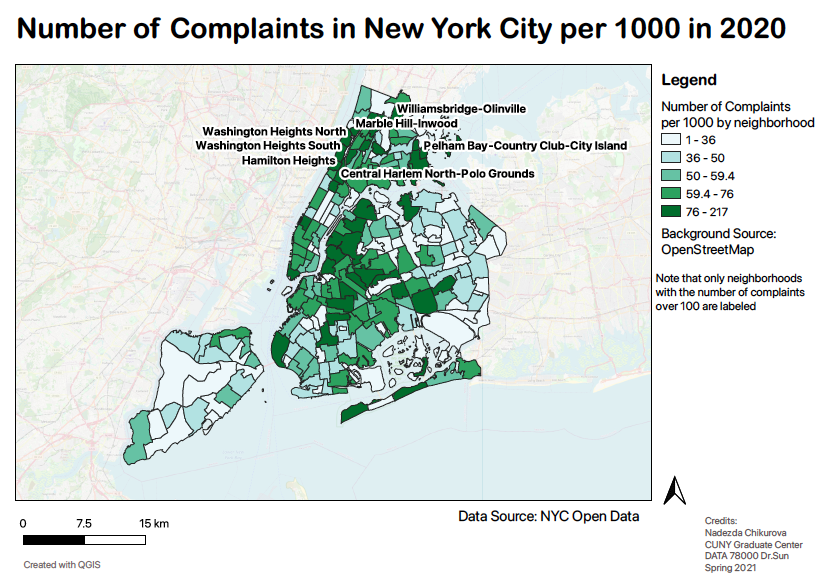 Number of Complaints in New York City per 1000 in 2020
Williamsbridge-Olinville
Marble Hill-Inwood
Washington Heights North
Washington Heights South
Pelham Bay-Country Club-City Island
Hamilton Heights
Central Harlem North-Polo Grounds
Legend
Number of Complaints
per 1000 by neighborhood
1 - 36
36 - 50
50 - 59.4
59.4 - 76
76 - 217
Background Source:
OpenStreetMap
Note that only neighborhoods
with the number of complaints
over 100 are labeled
0 7.5 15 km
Created with QGIS
Data Source: NYC Open Data
Credits:
Nadezda Chikurova
CUNY Graduate Center
DATA 78000 Dr.Sun
Spring 2021